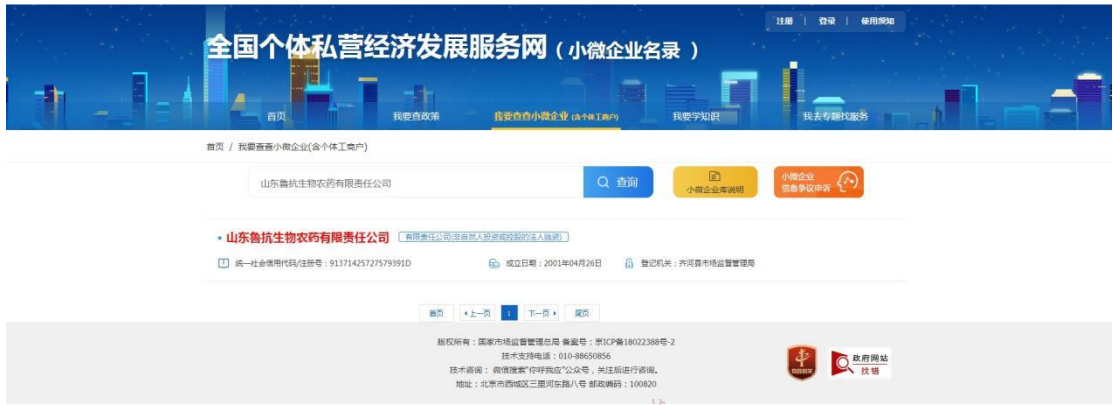 注册 | 登录 | 使用须知
全国个体私营经济发展服务网（小微企业名录 ）
首页 我要查政策 我要查查小微企业 (含个体工商户) 我要学知识 我去专题找服务
首页 / 我要查查小微企业(含个体工商户)
山东鲁抗生物农药有限责任公司 查询 小微企业库说明 小微企业
信息争议申诉
山东鲁抗生物农药有限责任公司 有限责任公司(非自然人投资或控股的法人独资)
统一社会信用代码/注册号：91371425727579391D 成立日期：2001年04月26日 登记机关：齐河县市场监督管理局
首页 上一页 1 下一页 尾页
版权所有：国家市场监督管理总局 备案号：京ICP备18022388号-2
技术支持电话：010-88650856
技术咨询： 微信搜索"你呼我应"公众号，关注后进行咨询。
地址：北京市西城区三里河东路八号 邮政编码：100820
党政机关
政府网站
找错